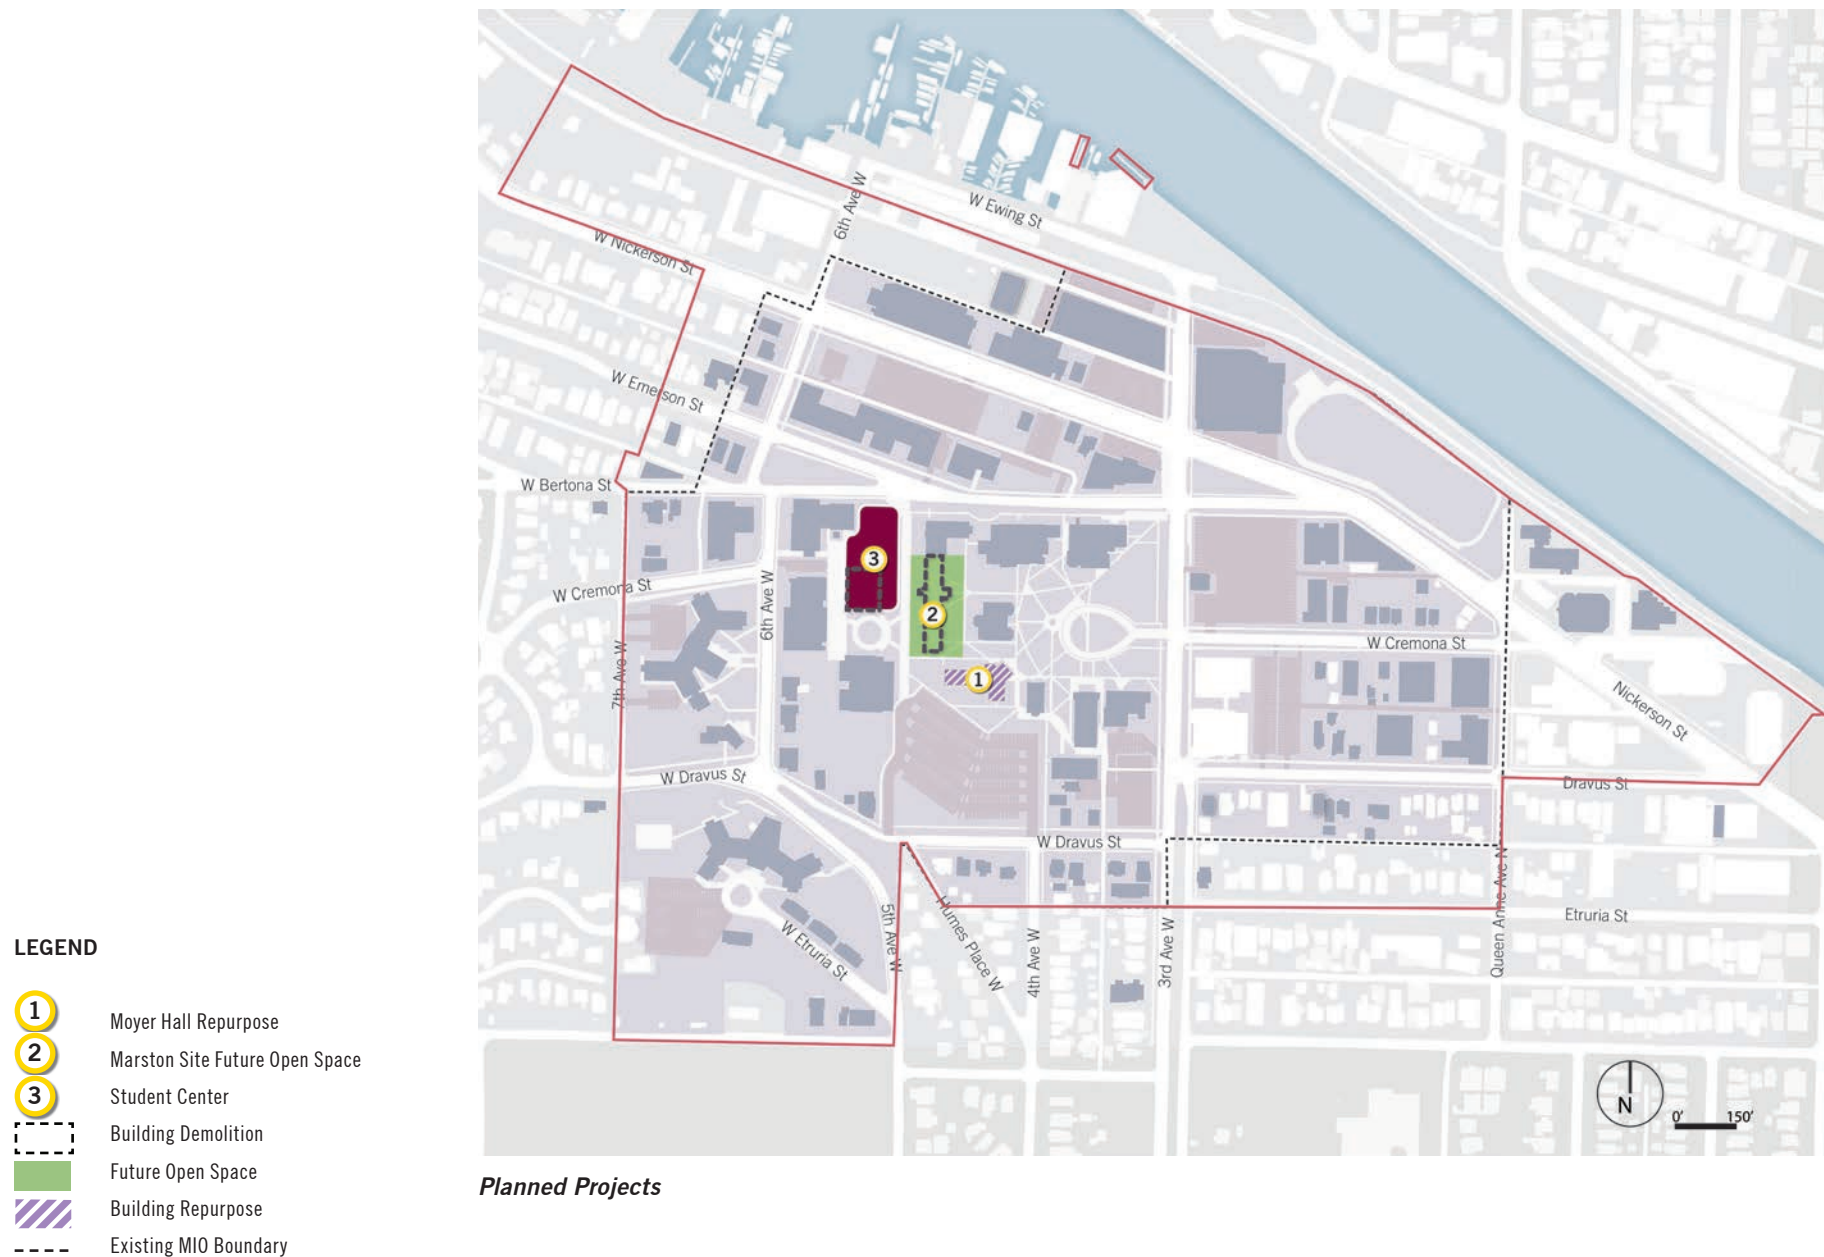 W Ewing St
6th Ave W
W Nickerson St
W Emerson St
W Bertona St
3
W Cremona St
6th Ave W
2
W Cremona St
7th Ave W
1
Nickerson St
W Dravus St
Dravus St
W Dravus St
Queen Anne Ave N
5th Ave W
Humes Place W
W Etruria St
4th Ave W
3rd Ave W
Etruria St
N
0' 150'
LEGEND
1 Moyer Hall Repurpose
2 Marston Site Future Open Space
3 Student Center
Building Demolition
Future Open Space
Building Repurpose
Existing MIO Boundary
Planned Projects